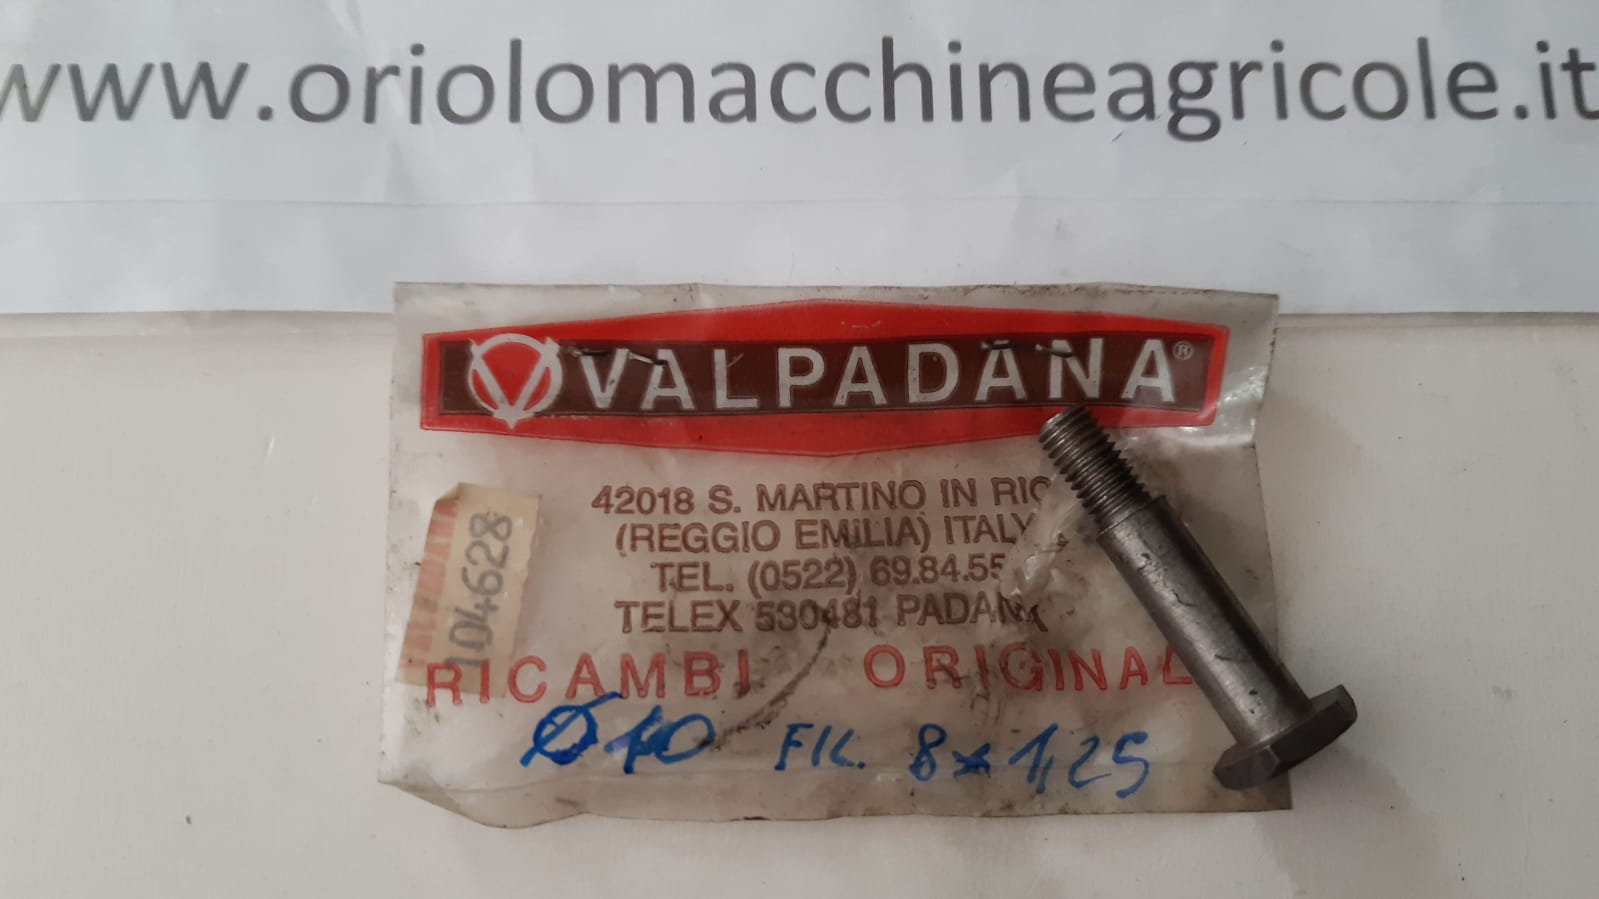 www.oriolomacchineagricole.it
VALPADANA®
42018 S. MARTINO IN RIO
(REGGIO EMILIA) ITALY
TEL. (0522) 69.84.55
TELEX 530481 PADANA
104628
RICAMBI ORIGINAL
Ø10 FIL. 8x1,25